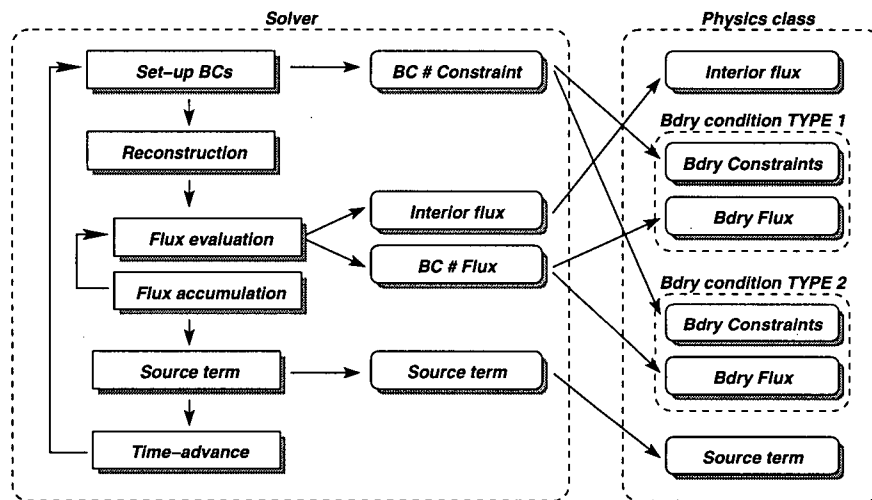 Solver
Physics class
Set-up BCs
BC # Constraint
Interior flux
Bdry condition TYPE 1
Reconstruction
Bdry Constraints
Interior flux
Bdry Flux
Flux evaluation
BC # Flux
Bdry condition TYPE 2
Flux accumulation
Bdry Constraints
Source term
Source term
Bdry Flux
Time-advance
Source term